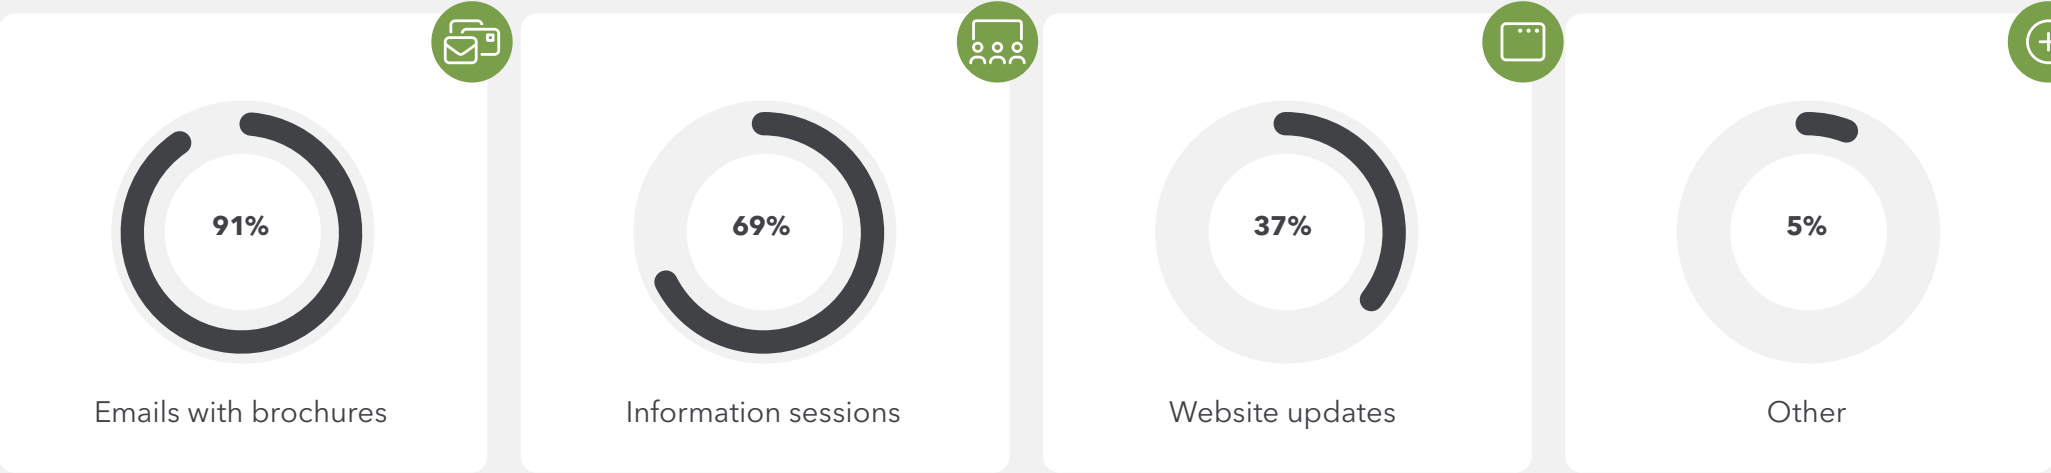 91%
69%
37%
5%
Emails with brochures
Information sessions
Website updates
Other